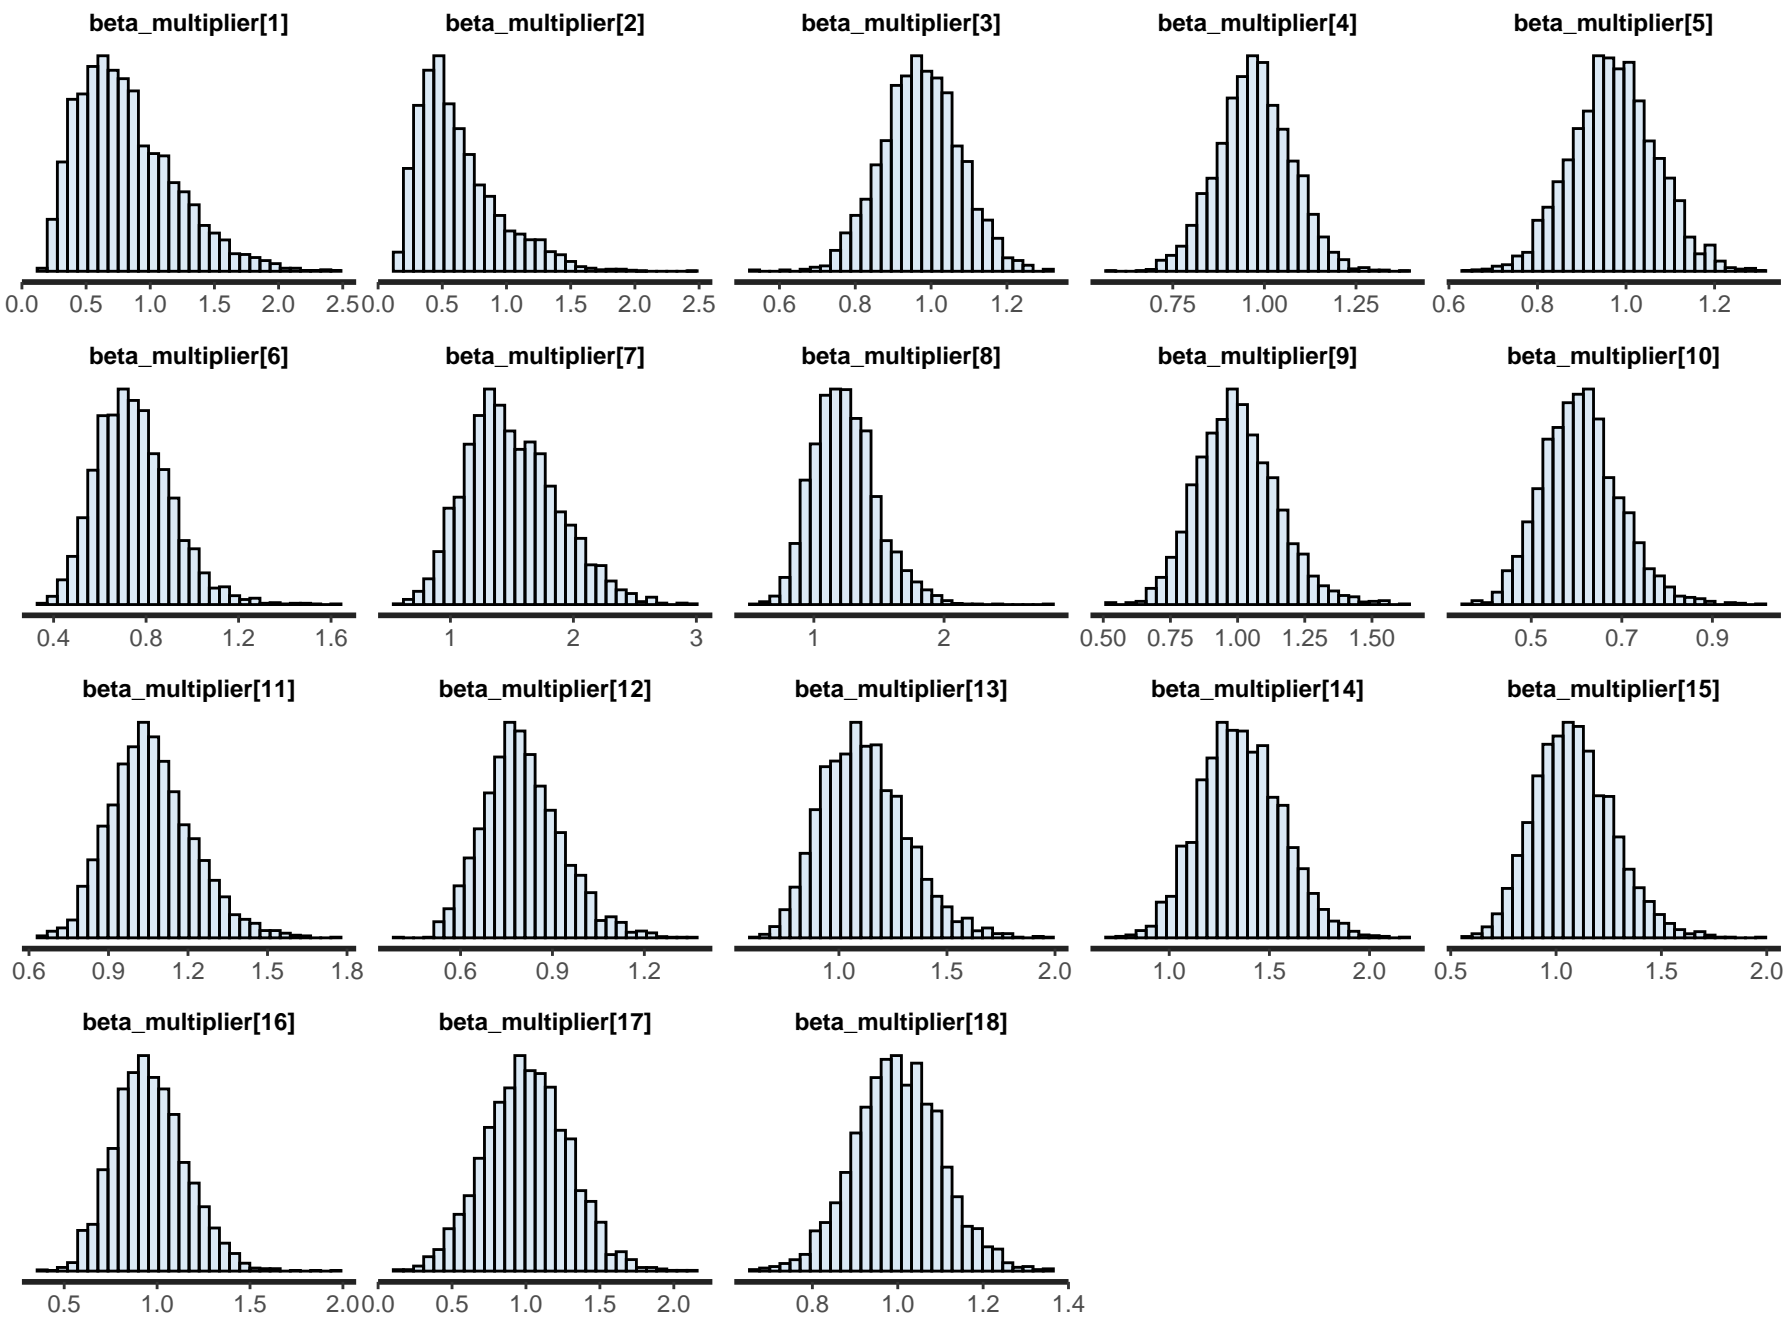 beta_multiplier[1] beta_multiplier[2] beta_multiplier[3] beta_multiplier[4] beta_multiplier[5]
0.0 0.5 1.0 1.5 2.0 2.5 0.0 0.5 1.0 1.5 2.0 2.5 0.6 0.8 1.0 1.2 0.75 1.00 1.25 0.6 0.8 1.0 1.2
beta_multiplier[6] beta_multiplier[7] beta_multiplier[8] beta_multiplier[9] beta_multiplier[10]
0.4 0.8 1.2 1.6 1 2 3 1 2 0.50 0.75 1.00 1.25 1.50 0.5 0.7 0.9
beta_multiplier[11] beta_multiplier[12] beta_multiplier[13] beta_multiplier[14] beta_multiplier[15]
0.6 0.9 1.2 1.5 1.8 0.6 0.9 1.2 1.0 1.5 2.0 1.0 1.5 2.0 0.5 1.0 1.5 2.0
beta_multiplier[16] beta_multiplier[17] beta_multiplier[18]
0.5 1.0 1.5 2.0 0.0 0.5 1.0 1.5 2.0 0.8 1.0 1.2 1.4